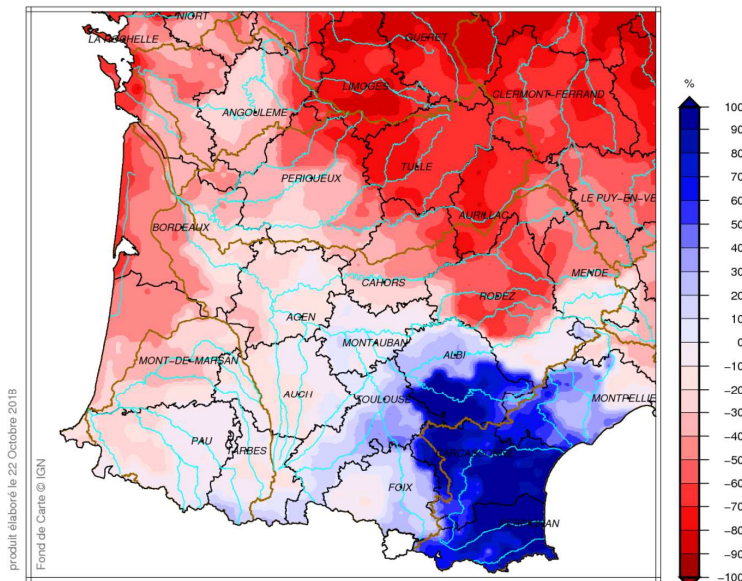 NIORT
LA ROCHELLE
GUERET
%
LIMOGES
CLERMONT-FERRAND
ANGOULEME
TULLE
PERIGUEUX
LE PUY-EN-VE
AURILLAC
BORDEAUX
MENDE
CAHORS
RODEZ
AGEN
MONTAUBAN
ALBI
MONT-DE-MARSAN
AUCH
TOULOUSE
MONTPELLIE
PAU
TARBES
FOIX
100
90
80
70
60
50
40
30
20
10
0
-10
-20
-30
-40
-50
-60
-70
-80
-90
-100
produit élaboré le 22 Octobre 2018
Fond de Carte © IGN